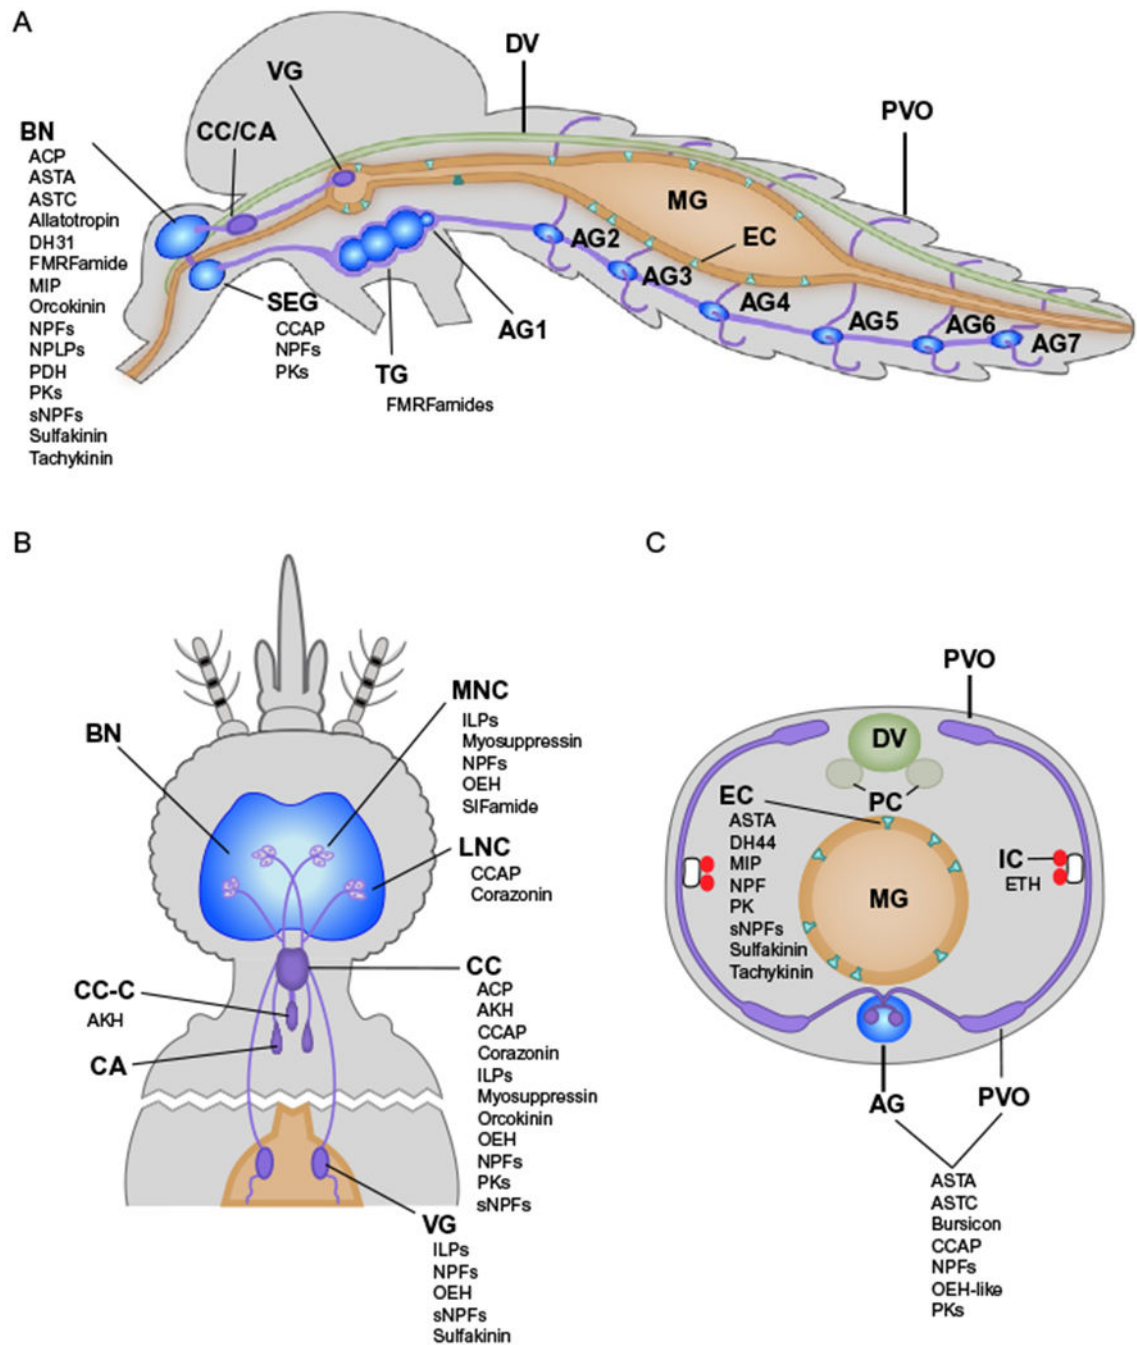 A
DV
VG
PVO
BN
CC/CA
ACP
ASTA
ASTC
Allatotropin
DH31
FMRFamide
MIP
Orcokinin
NPFs
NPLPs
PDH
PKs
sNPFs
Sulfakinin
Tachykinin
MG
EC
AG2
AG3
AG4
AG5
AG6
AG7
SEG
CCAP
NPFs
PKs
AG1
TG
FMRFamides
B
BN
MNC
ILPs
Myosuppressin
NPFs
OEH
SIFamide
LNC
CCAP
Corazonin
CC-C
AKH
CA
CC
ACP
AKH
CCAP
Corazonin
ILPs
Myosuppressin
Orcokinin
OEH
NPFs
PKs
sNPFs
VG
ILPs
NPFs
OEH
sNPFs
Sulfakinin
C
PVO
DV
PC
EC
ASTA
DH44
MIP
NPF
PK
sNPFs
Sulfakinin
Tachykinin
MG
IC
ETH
AG
PVO
ASTA
ASTC
Bursicon
CCAP
NPFs
OEH-like
PKs